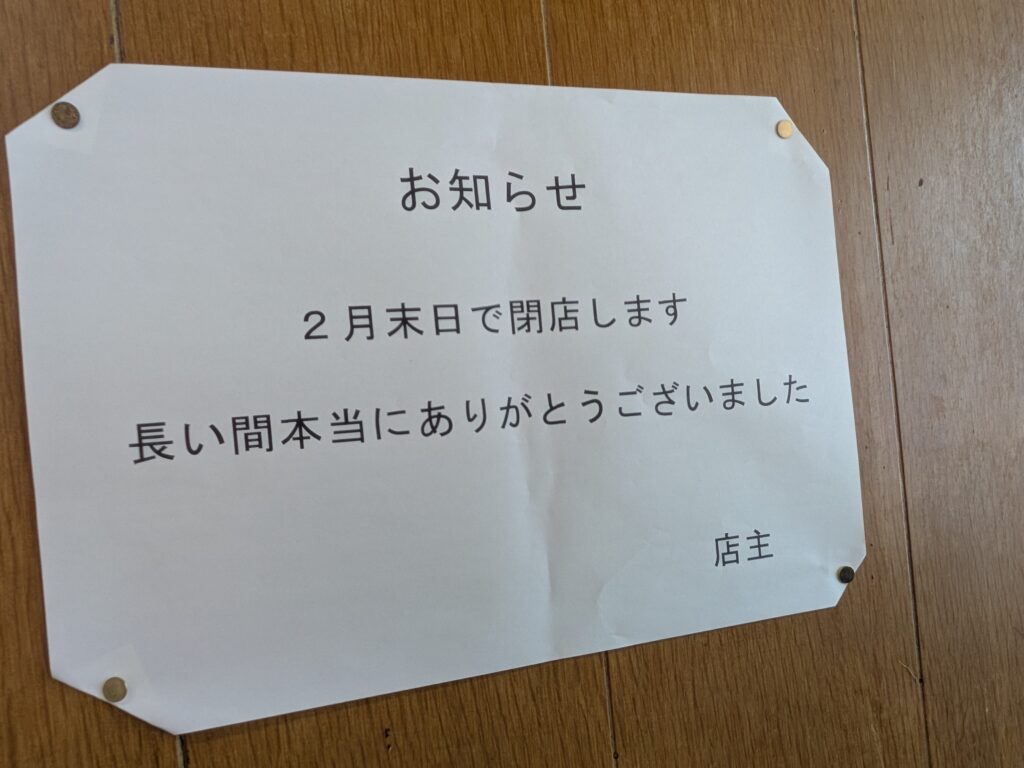 お知らせ
２月末日で閉店します
長い間本当にありがとうございました
店主